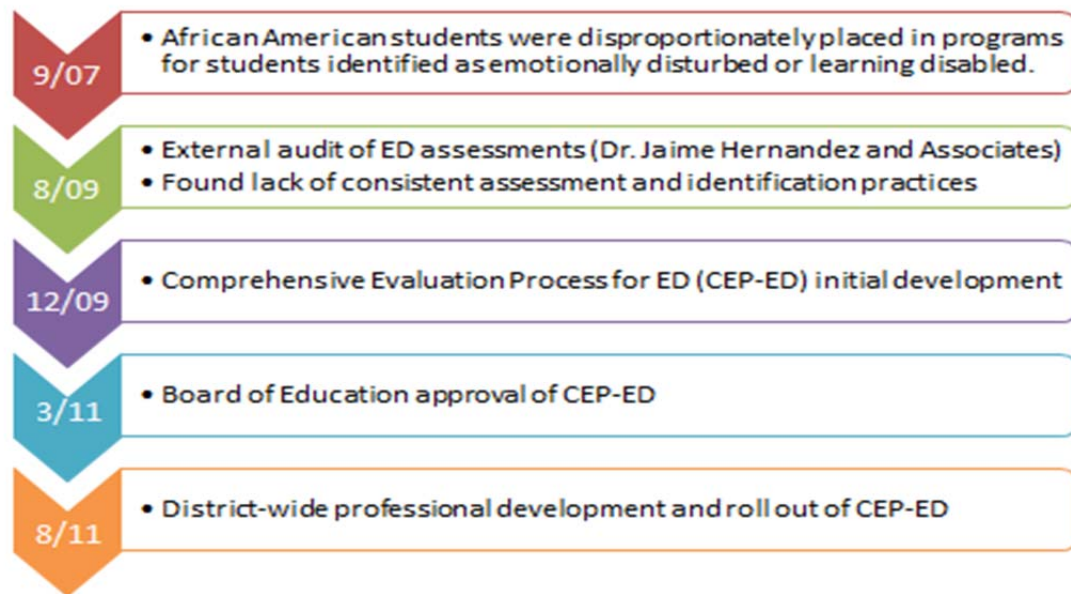 9/07
• African American students were disproportionately placed in programs
for students identified as emotionally disturbed or learning disabled.
8/09
• External audit of ED assessments (Dr. Jaime Hernandez and Associates)
• Found lack of consistent assessment and identification practices
12/09
• Comprehensive Evaluation Process for ED (CEP-ED) initial development
3/11
• Board of Education approval of CEP-ED
8/11
• District-wide professional development and roll out of CEP-ED